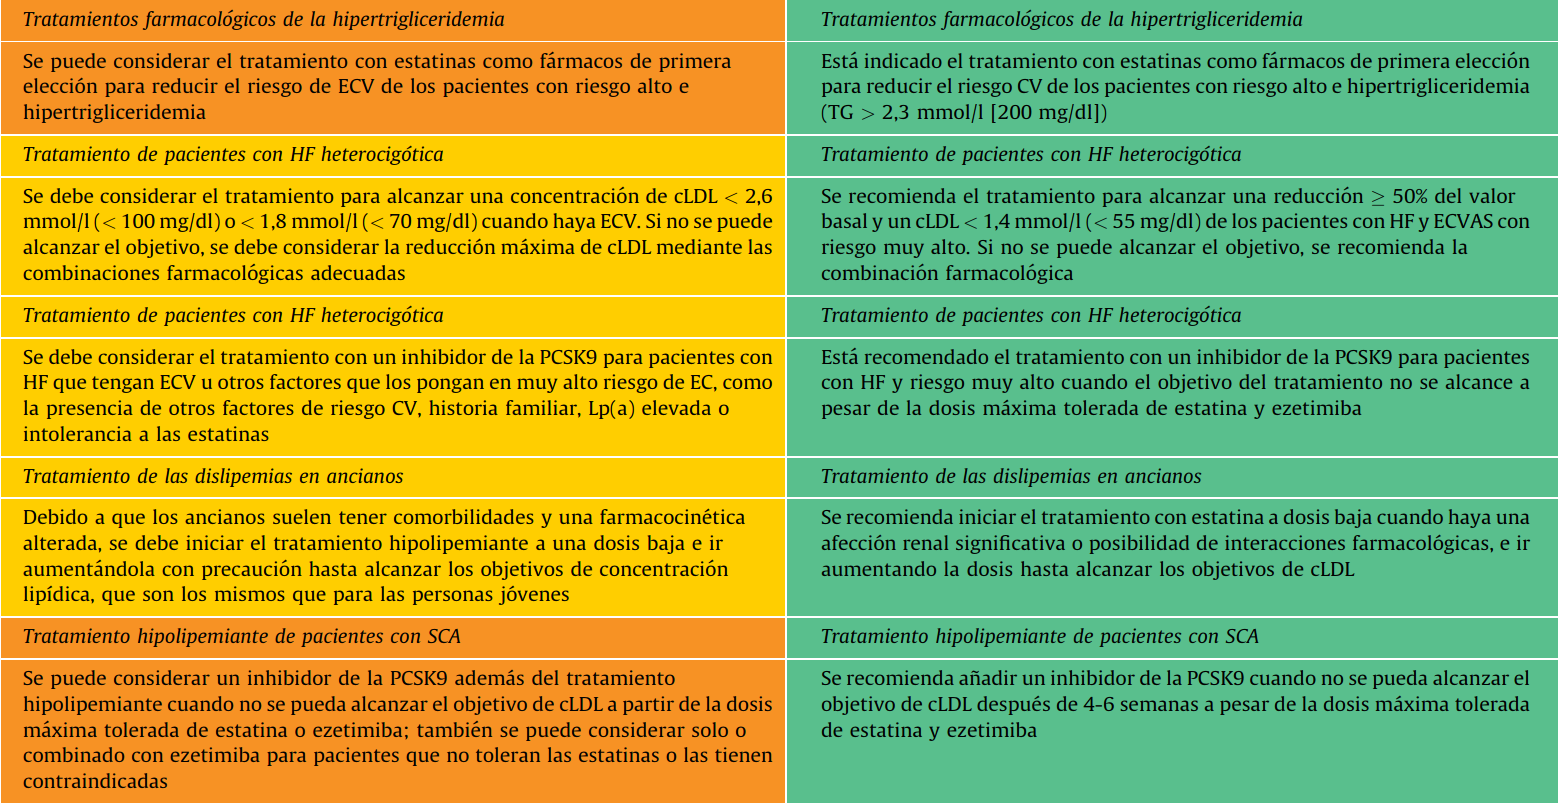 Tratamientos farmacológicos de la hipertrigliceridemia
Tratamientos farmacológicos de la hipertrigliceridemia
Se puede considerar el tratamiento con estatinas como fármacos de primera
elección para reducir el riesgo de ECV de los pacientes con riesgo alto e
hipertrigliceridemia
Está indicado el tratamiento con estatinas como fármacos de primera elección
para reducir el riesgo CV de los pacientes con riesgo alto e hipertrigliceridemia
(TG > 2,3 mmol/l [200 mg/dl])
Tratamiento de pacientes con HF heterocigótica
Tratamiento de pacientes con HF heterocigótica
Se debe considerar el tratamiento para alcanzar una concentración de cLDL < 2,6
mmol/l (< 100 mg/dl) o < 1,8 mmol/l (< 70 mg/dl) cuando haya ECV. Si no se puede
alcanzar el objetivo, se debe considerar la reducción máxima de cLDL mediante las
combinaciones farmacológicas adecuadas
Se recomienda el tratamiento para alcanzar una reducción ≥ 50% del valor
basal y un cLDL < 1,4 mmol/l (< 55 mg/dl) de los pacientes con HF y ECVAS con
riesgo muy alto. Si no se puede alcanzar el objetivo, se recomienda la
combinación farmacológica
Tratamiento de pacientes con HF heterocigótica
Tratamiento de pacientes con HF heterocigótica
Se debe considerar el tratamiento con un inhibidor de la PCSK9 para pacientes con
HF que tengan ECV u otros factores que los pongan en muy alto riesgo de EC, como
la presencia de otros factores de riesgo CV, historia familiar, Lp(a) elevada o
intolerancia a las estatinas
Está recomendado el tratamiento con un inhibidor de la PCSK9 para pacientes
con HF y riesgo muy alto cuando el objetivo del tratamiento no se alcance a
pesar de la dosis máxima tolerada de estatina y ezetimiba
Tratamiento de las dislipemias en ancianos
Tratamiento de las dislipemias en ancianos
Debido a que los ancianos suelen tener comorbilidades y una farmacocinética
alterada, se debe iniciar el tratamiento hipolipemiante a una dosis baja e ir
aumentándola con precaución hasta alcanzar los objetivos de concentración
lipídica, que son los mismos que para las personas jóvenes
Se recomienda iniciar el tratamiento con estatina a dosis baja cuando haya una
afección renal significativa o posibilidad de interacciones farmacológicas, e ir
aumentando la dosis hasta alcanzar los objetivos de cLDL
Tratamiento hipolipemiante de pacientes con SCA
Tratamiento hipolipemiante de pacientes con SCA
Se puede considerar un inhibidor de la PCSK9 además del tratamiento
hipolipemiante cuando no se pueda alcanzar el objetivo de cLDL a partir de la dosis
máxima tolerada de estatina o ezetimiba; también se puede considerar solo o
combinado con ezetimiba para pacientes que no toleran las estatinas o las tienen
contraindicadas
Se recomienda añadir un inhibidor de la PCSK9 cuando no se pueda alcanzar el
objetivo de cLDL después de 4-6 semanas a pesar de la dosis máxima tolerada
de estatina y ezetimiba